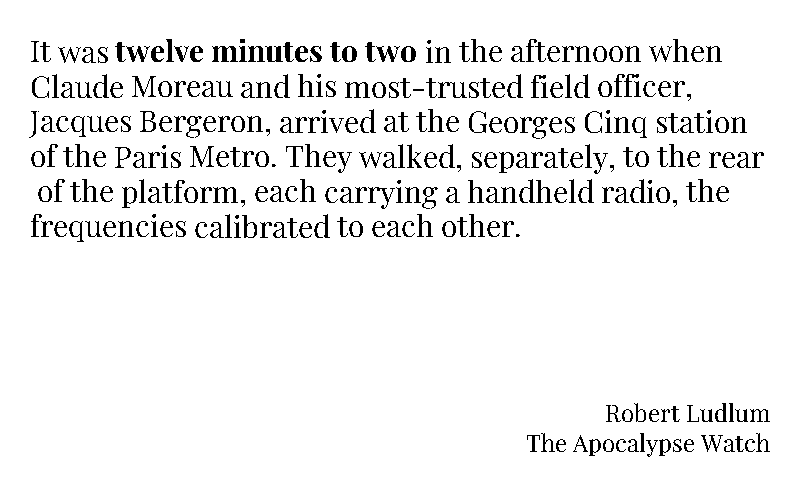 It was twelve minutes to two in the afternoon when
Claude Moreau and his most-trusted field officer,
Jacques Bergeron, arrived at the Georges Cinq station
of the Paris Metro. They walked, separately, to the rear
of the platform, each carrying a handheld radio, the
frequencies calibrated to each other.
Robert Ludlum
The Apocalypse Watch